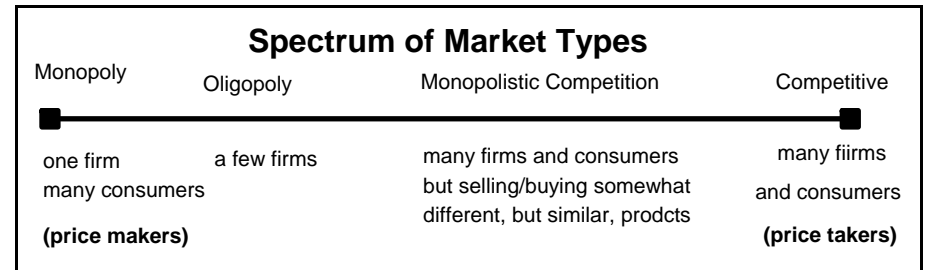 Spectrum of Market Types
Monopoly
Oligopoly
Monopolistic Competition
Competitive
one firm
many consumers
(price makers)
a few firms
many firms and consumers
but selling/buying somewhat
different, but similar, prodcts
many fiirms
and consumers
(price takers)